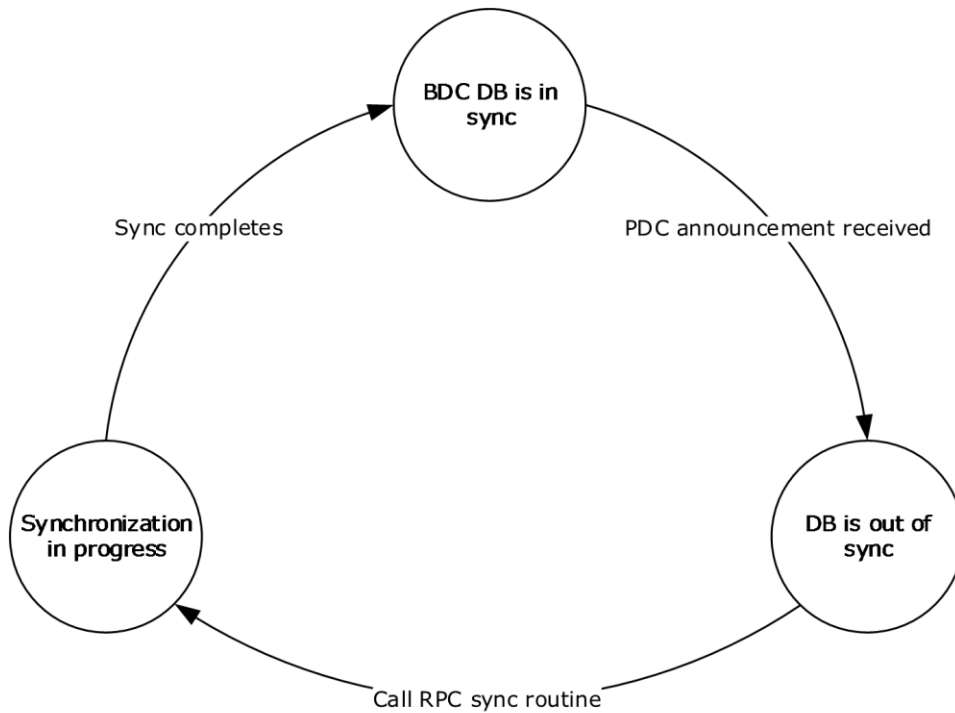 BDC DB is in
sync
Sync completes
PDC announcement received
Synchronization
in progress
DB is out of
sync
Call RPC sync routine